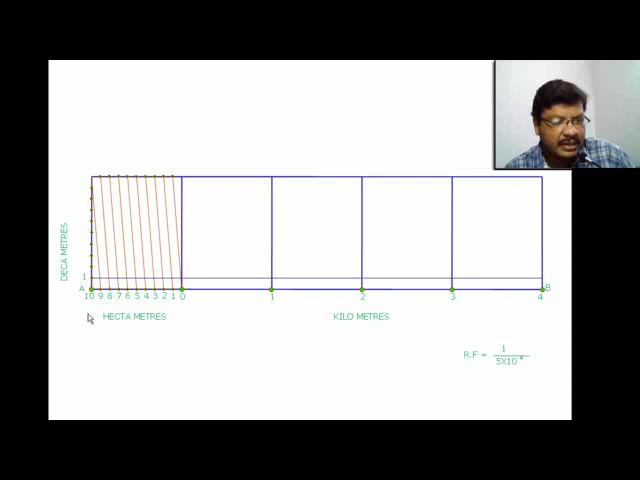 DECA METRES
1
A
B
10 9 8 7 6 5 4 3 2 1 0 1 2 3 4
HECTA METRES
KILO METRES
R.F = 1
5X10⁴